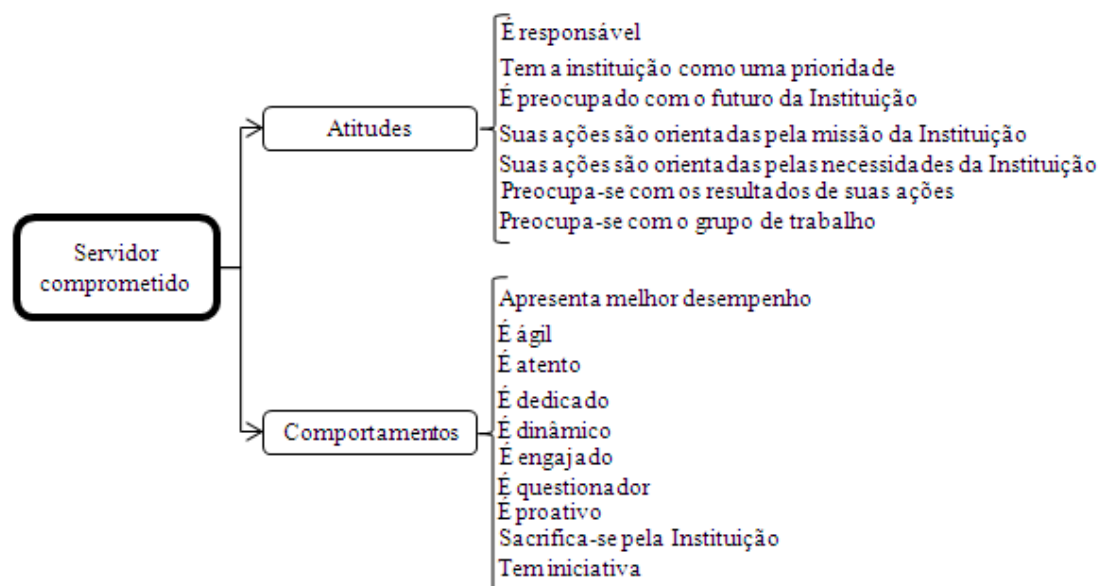 Servidor
comprometido
Atitudes
É responsável
Tem a instituição como uma prioridade
É preocupado com o futuro da Instituição
Suas ações são orientadas pela missão da Instituição
Suas ações são orientadas pelas necessidades da Instituição
Preocupa-se com os resultados de suas ações
Preocupa-se com o grupo de trabalho
Comportamentos
Apresenta melhor desempenho
É ágil
É atento
É dedicado
É dinâmico
É engajado
É questionador
É proativo
Sacrifica-se pela Instituição
Tem iniciativa